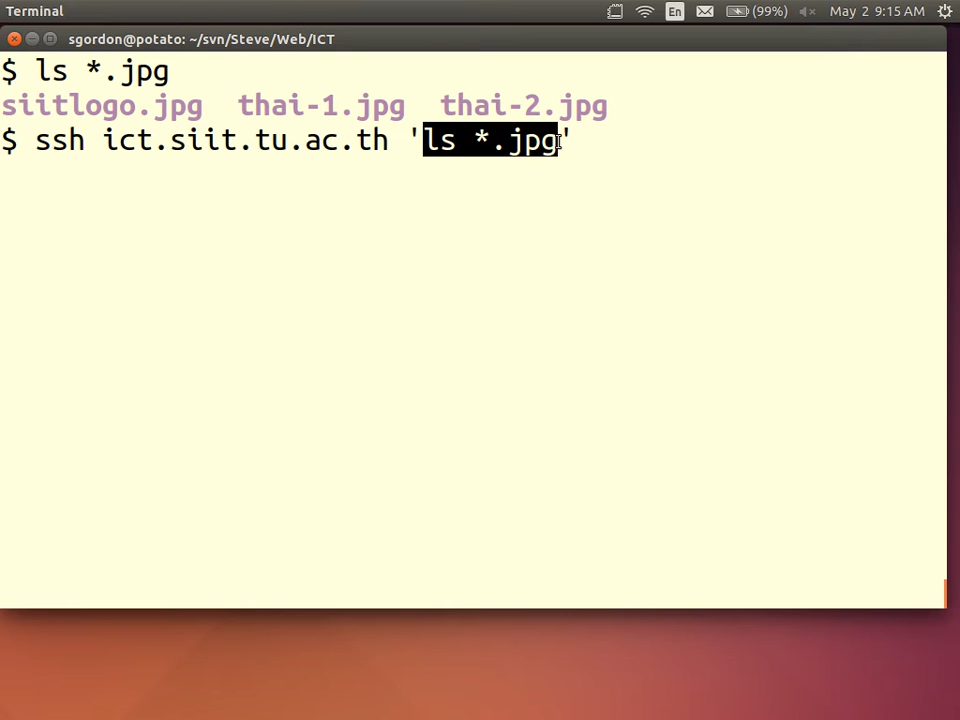 Terminal
En
(99%)
May 2 9:15 AM
sgordon@potato: ~/svn/Steve/Web/ICT
$ ls *.jpg
siitlogo.jpg thai-1.jpg thai-2.jpg
$ ssh ict.siit.tu.ac.th 'ls *.jpg'